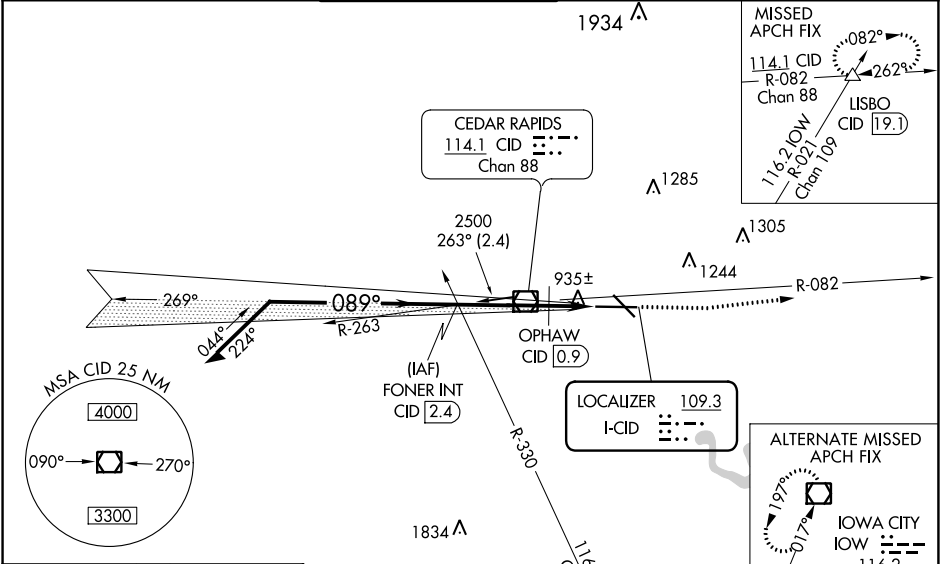 1934
MISSED
APCH FIX
082°
114.1 CID
R-082
Chan 88
262°
LISBO
CID 19.1
116.2 IOW
R-021
Chan 109
CEDAR RAPIDS
114.1 CID
Chan 88
1285
2500
263° (2.4)
1305
1244
935±
R-082
269°
089°
R-263
044°
224°
OPHAW
CID 0.9
(IAF)
FONER INT
CID 2.4
MSA CID 25 NM
4000
090°
270°
3300
LOCALIZER 109.3
I-CID
R-330
1834
ALTERNATE MISSED
APCH FIX
197°
017°
IOWA CITY
IOW